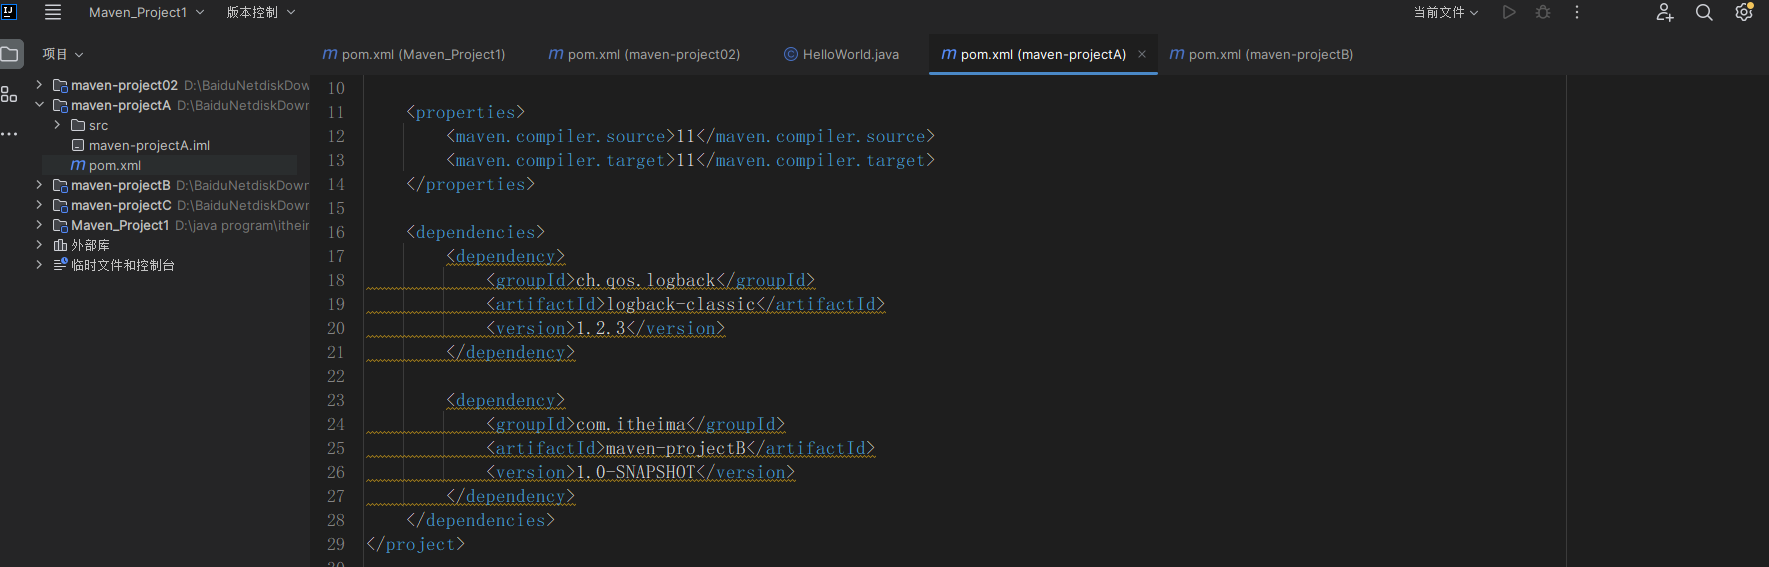 IJ
Maven_Project1
版本控制
当前文件
项目
pom.xml (Maven_Project1)
pom.xml (maven-project02)
HelloWorld.java
pom.xml (maven-projectA)
pom.xml (maven-projectB)
maven-project02 D:\BaiduNetdiskDow
maven-projectA D:\BaiduNetdiskDowr
src
maven-projectA.iml
pom.xml
maven-projectB D:\BaiduNetdiskDowr
maven-projectC D:\BaiduNetdiskDowr
Maven_Project1 D:\java program\itheir
外部库
临时文件和控制台
10
11 <properties>
12 <maven.compiler.source>11</maven.compiler.source>
13 <maven.compiler.target>11</maven.compiler.target>
14 </properties>
15
16 <dependencies>
17 <dependency>
18 <groupId>ch.qos.logback</groupId>
19 <artifactId>logback-classic</artifactId>
20 <version>1.2.3</version>
21 </dependency>
22
23 <dependency>
24 <groupId>com.itheima</groupId>
25 <artifactId>maven-projectB</artifactId>
26 <version>1.0-SNAPSHOT</version>
27 </dependency>
28 </dependencies>
29 </project>
30